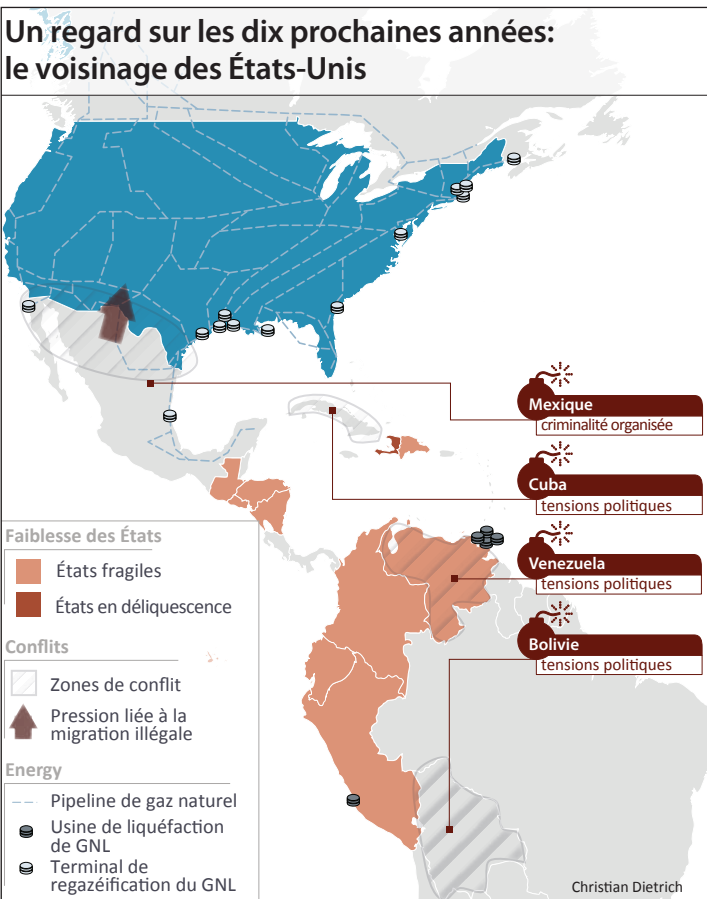 Un regard sur les dix prochaines années:
le voisinage des États-Unis
Mexique
criminalité organisée
Cuba
tensions politiques
Venezuela
tensions politiques
Bolivie
tensions politiques
Faiblesse des États
États fragiles
États en déliquescence
Conflits
Zones de conflit
Pression liée à la
migration illégale
Energy
Pipeline de gaz naturel
Usine de liquéfaction
de GNL
Terminal de
regazéification du GNL
Christian Dietrich